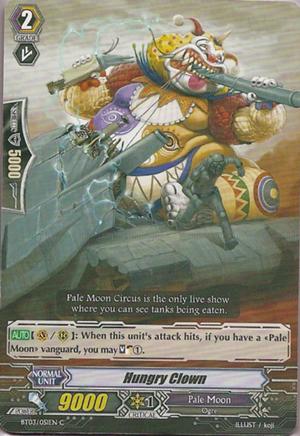 2
GRADE
5000
Pale Moon Circus is the only live show
where you can see tanks being eaten.
AUTO [V / R]: When this unit's attack hits, if you have a «Pale
Moon» vanguard, you may 1
NORMAL
UNIT
Hungry Clown
POWER
9000
1
CRITICAL
Pale Moon
Ogre
BT03/051EN C
ILLUST / koji